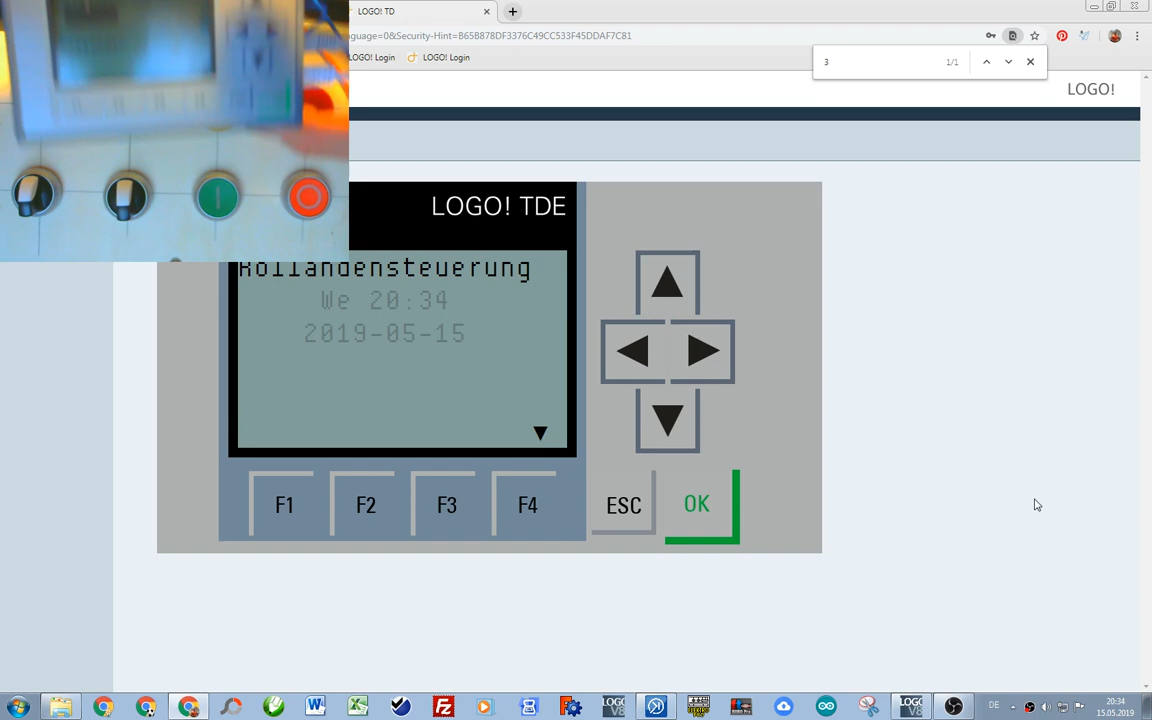 LOGO! TD
guage=0&Security-Hint=B65B878DF3376C49CC533F45DDAF7C81
LOGO! Login
LOGO! Login
3
1/1
LOGO!
LOGO! TDE
Rollandensteuerung
We 20:34
2019-05-15
F1
F2
F3
F4
ESC
OK
DE
20:34
15.05.2019